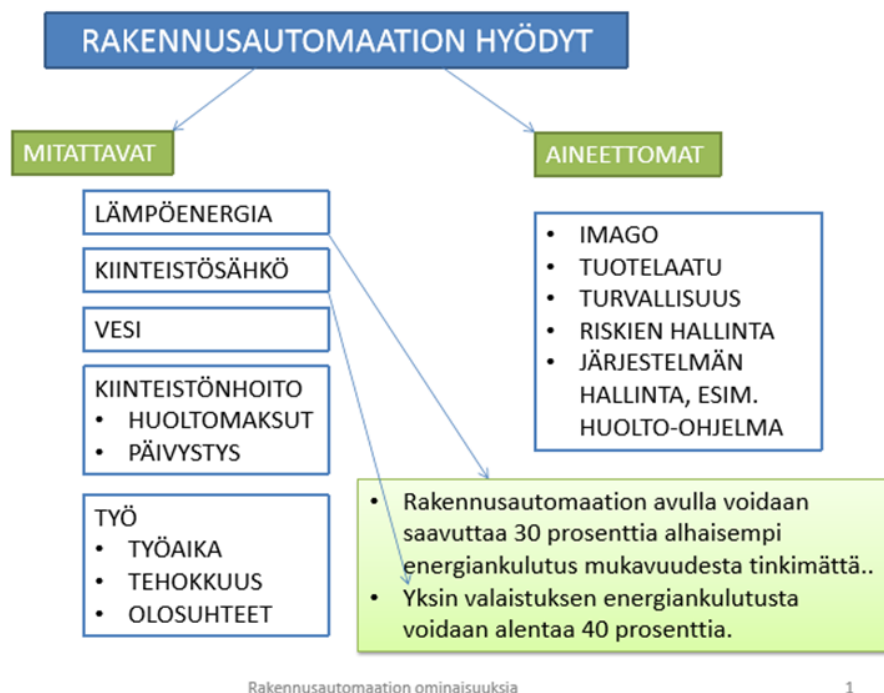 RAKENNUSAUTOMAATION HYÖDYT
MITATTAVAT
LÄMPÖENERGIA
KIINTEISTÖSÄHKÖ
VESI
KIINTEISTÖNHOITO
• HUOLTOMAKSUT
• PÄIVYSTYS
TYÖ
• TYÖAIKA
• TEHOKKUUS
• OLOSUHTEET
AINEETTOMAT
• IMAGO
• TUOTELAATU
• TURVALLISUUS
• RISKIEN HALLINTA
• JÄRJESTELMÄN
HALLINTA, ESIM.
HUOLTO-OHJELMA
• Rakennusautomaation avulla voidaan
saavuttaa 30 prosenttia alhaisempi
energiankulutus mukavuudesta tinkimättä..
• Yksin valaistuksen energiankulutusta
voidaan alentaa 40 prosenttia.
Rakennusautomaation ominaisuuksia
1